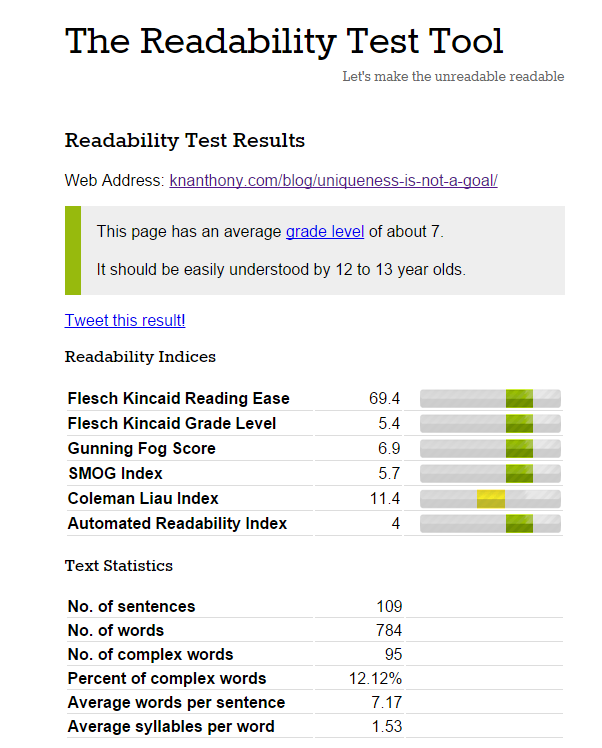 The Readability Test Tool
Let's make the unreadable readable
Readability Test Results
Web Address: knanthony.com/blog/uniqueness-is-not-a-goal/
This page has an average grade level of about 7.
It should be easily understood by 12 to 13 year olds.
Tweet this result!
Readability Indices
Flesch Kincaid Reading Ease 69.4
Flesch Kincaid Grade Level 5.4
Gunning Fog Score 6.9
SMOG Index 5.7
Coleman Liau Index 11.4
Automated Readability Index 4
Text Statistics
No. of sentences 109
No. of words 784
No. of complex words 95
Percent of complex words 12.12%
Average words per sentence 7.17
Average syllables per word 1.53